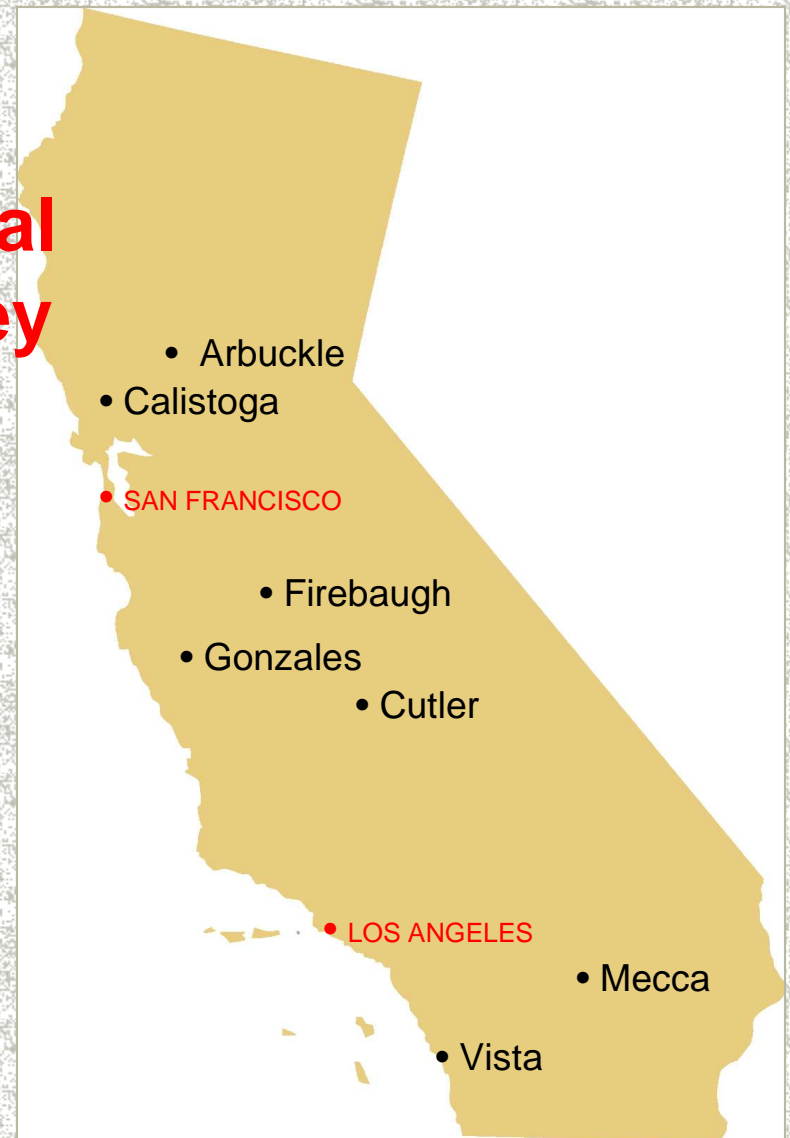 al
ey
• Arbuckle
• Calistoga
• SAN FRANCISCO
• Firebaugh
• Gonzales
• Cutler
• LOS ANGELES
• Mecca
• Vista